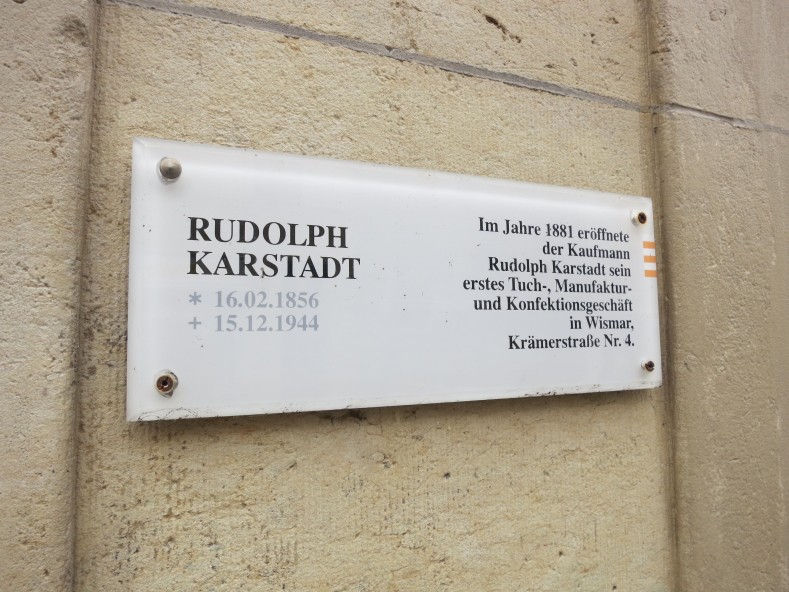 RUDOLPH
KARSTADT
* 16.02.1856
+ 15.12.1944
Im Jahre 1881 eröffnete
der Kaufmann
Rudolph Karstadt sein
erstes Tuch-, Manufaktur-
und Konfektionsgeschäft
in Wismar,
Krämerstraße Nr. 4.